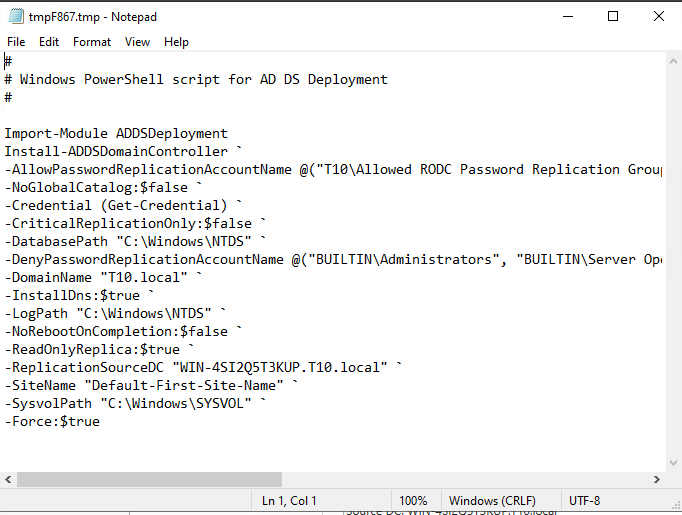 tmpF867.tmp - Notepad
File Edit Format View Help
#
# Windows PowerShell script for AD DS Deployment
#
Import-Module ADDSDeployment
Install-ADDSDomainController `
-AllowPasswordReplicationAccountName @("T10\Allowed RODC Password Replication Group
-NoGlobalCatalog:$false `
-Credential (Get-Credential) `
-CriticalReplicationOnly:$false `
-DatabasePath "C:\Windows\NTDS" `
-DenyPasswordReplicationAccountName @("BUILTIN\Administrators", "BUILTIN\Server Ope
-DomainName "T10.local" `
-InstallDns:$true `
-LogPath "C:\Windows\NTDS" `
-NoRebootOnCompletion:$false `
-ReadOnlyReplica:$true `
-ReplicationSourceDC "WIN-4SI2Q5T3KUP.T10.local" `
-SiteName "Default-First-Site-Name" `
-SysvolPath "C:\Windows\SYSVOL" `
-Force:$true
Ln 1, Col 1 100% Windows (CRLF) UTF-8